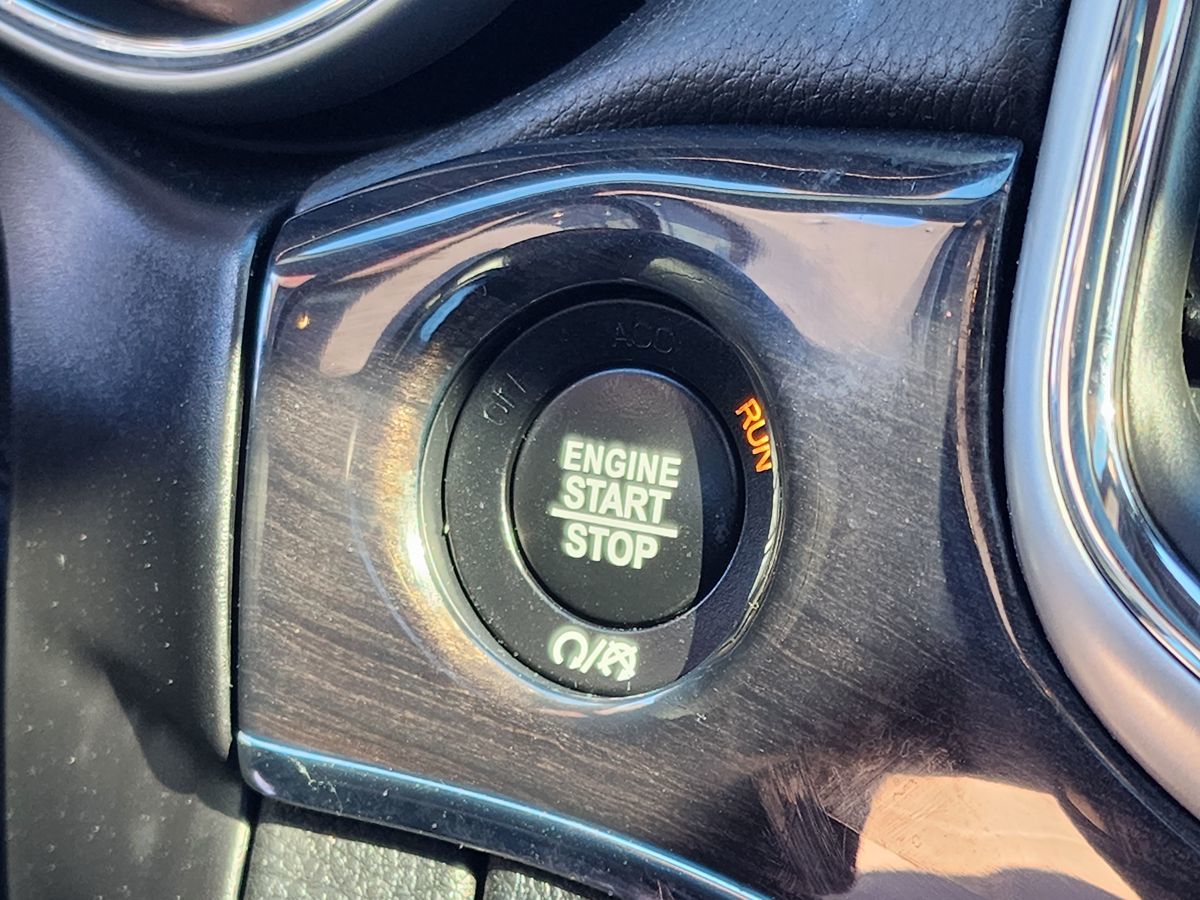 ACC
OFF
RUN
ENGINE
START
STOP